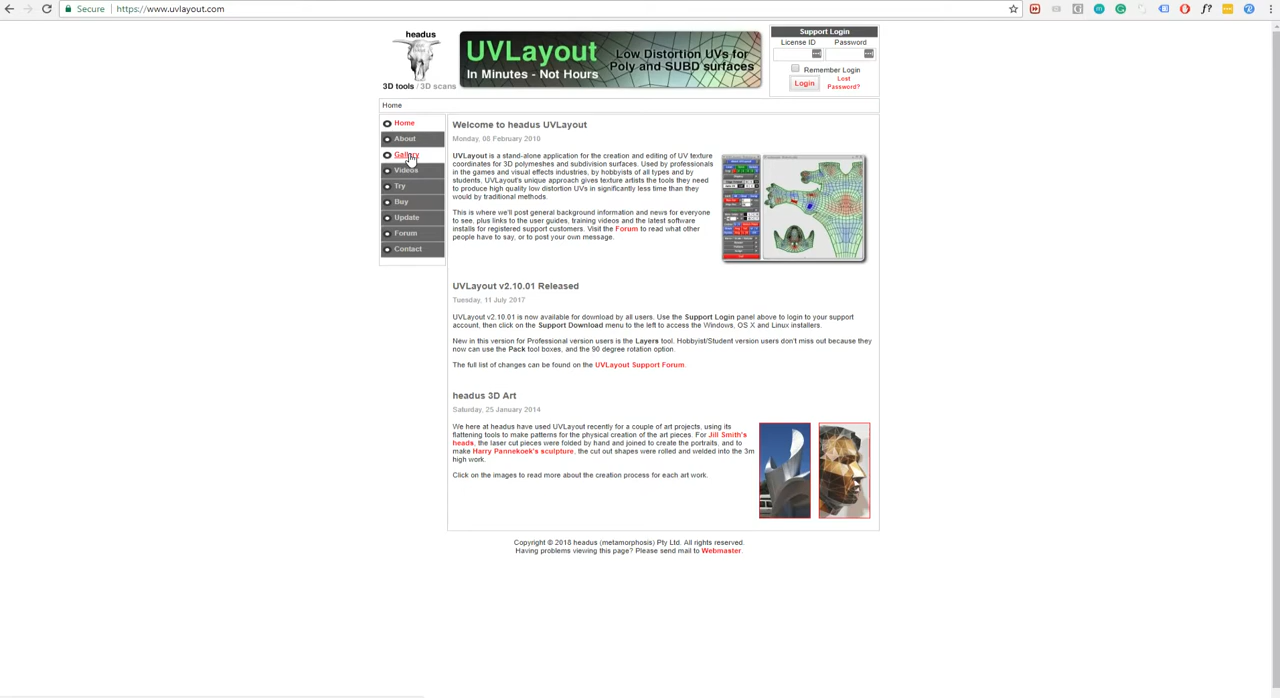 Secure | https://www.uvlayout.com
headus
3D tools / 3D scans
UVLayout
In Minutes - Not Hours
Low Distortion UVs for
Poly and SUBD surfaces
Support Login
License ID Password
Remember Login
Login
Lost
Password?
Home
Home
About
Gallery
Videos
Try
Buy
Update
Forum
Contact
Welcome to headus UVLayout
Monday, 08 February 2010
UVLayout is a stand-alone application for the creation and editing of UV texture
coordinates for 3D polymeshes and subdivision surfaces. Used by professionals
in the games and visual effects industries, by hobbyists of all types and by
students. UVLayout's unique approach gives texture artists the tools they need
to produce high quality low distortion UVs in significantly less time than they
would by traditional methods.
This is where we'll post general background information and news for everyone
to see, plus links to the user guides, training videos and the latest software
installs for registered support customers. Visit the Forum to read what other
people have to say, or to post your own message.
UVLayout v2.10.01 Released
Tuesday, 11 July 2017
UVLayout v2.10.01 is now available for download by all users. Use the Support Login panel above to login to your support
account, then click on the Support Download menu to the left to access the Windows, OS X and Linux installers.
New in this version for Professional version users is the Layers tool. Hobbyist/Student version users don't miss out because they
now can use the Pack tool boxes, and the 90 degree rotation option.
The full list of changes can be found on the UVLayout Support Forum
headus 3D Art
Saturday, 25 January 2014
We here at headus have used UVLayout recently for a couple of art projects, using its
flattening tools to make patterns for the physical creation of the art pieces. For Jill Smith's
heads, the laser cut pieces were folded by hand and joined to create the portraits, and to
make Harry Pannekoek's sculpture, the cut out shapes were rolled and welded into the 3m
high work.
Click on the images to read more about the creation process for each art work.
Copyright © 2018 headus (metamorphosis) Pty Ltd. All rights reserved.
Having problems viewing this page? Please send mail to Webmaster.